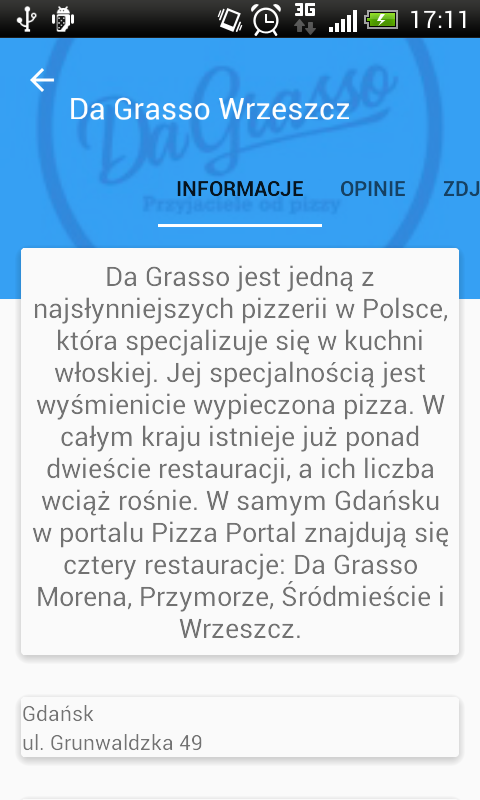 3G 17:11
Da Grasso Wrzeszcz
DaGrasso
INFORMACJE OPINIE ZDJ
Przyjaciele od pizzy
Da Grasso jest jedną z
najsłynniejszych pizzerii w Polsce,
która specjalizuje się w kuchni
włoskiej. Jej specjalnością jest
wyśmienicie wypieczona pizza. W
całym kraju istnieje już ponad
dwieście restauracji, a ich liczba
wciąż rośnie. W samym Gdańsku
w portalu Pizza Portal znajdują się
cztery restauracje: Da Grasso
Morena, Przymorze, Śródmieście i
Wrzeszcz.
Gdańsk
ul. Grunwaldzka 49